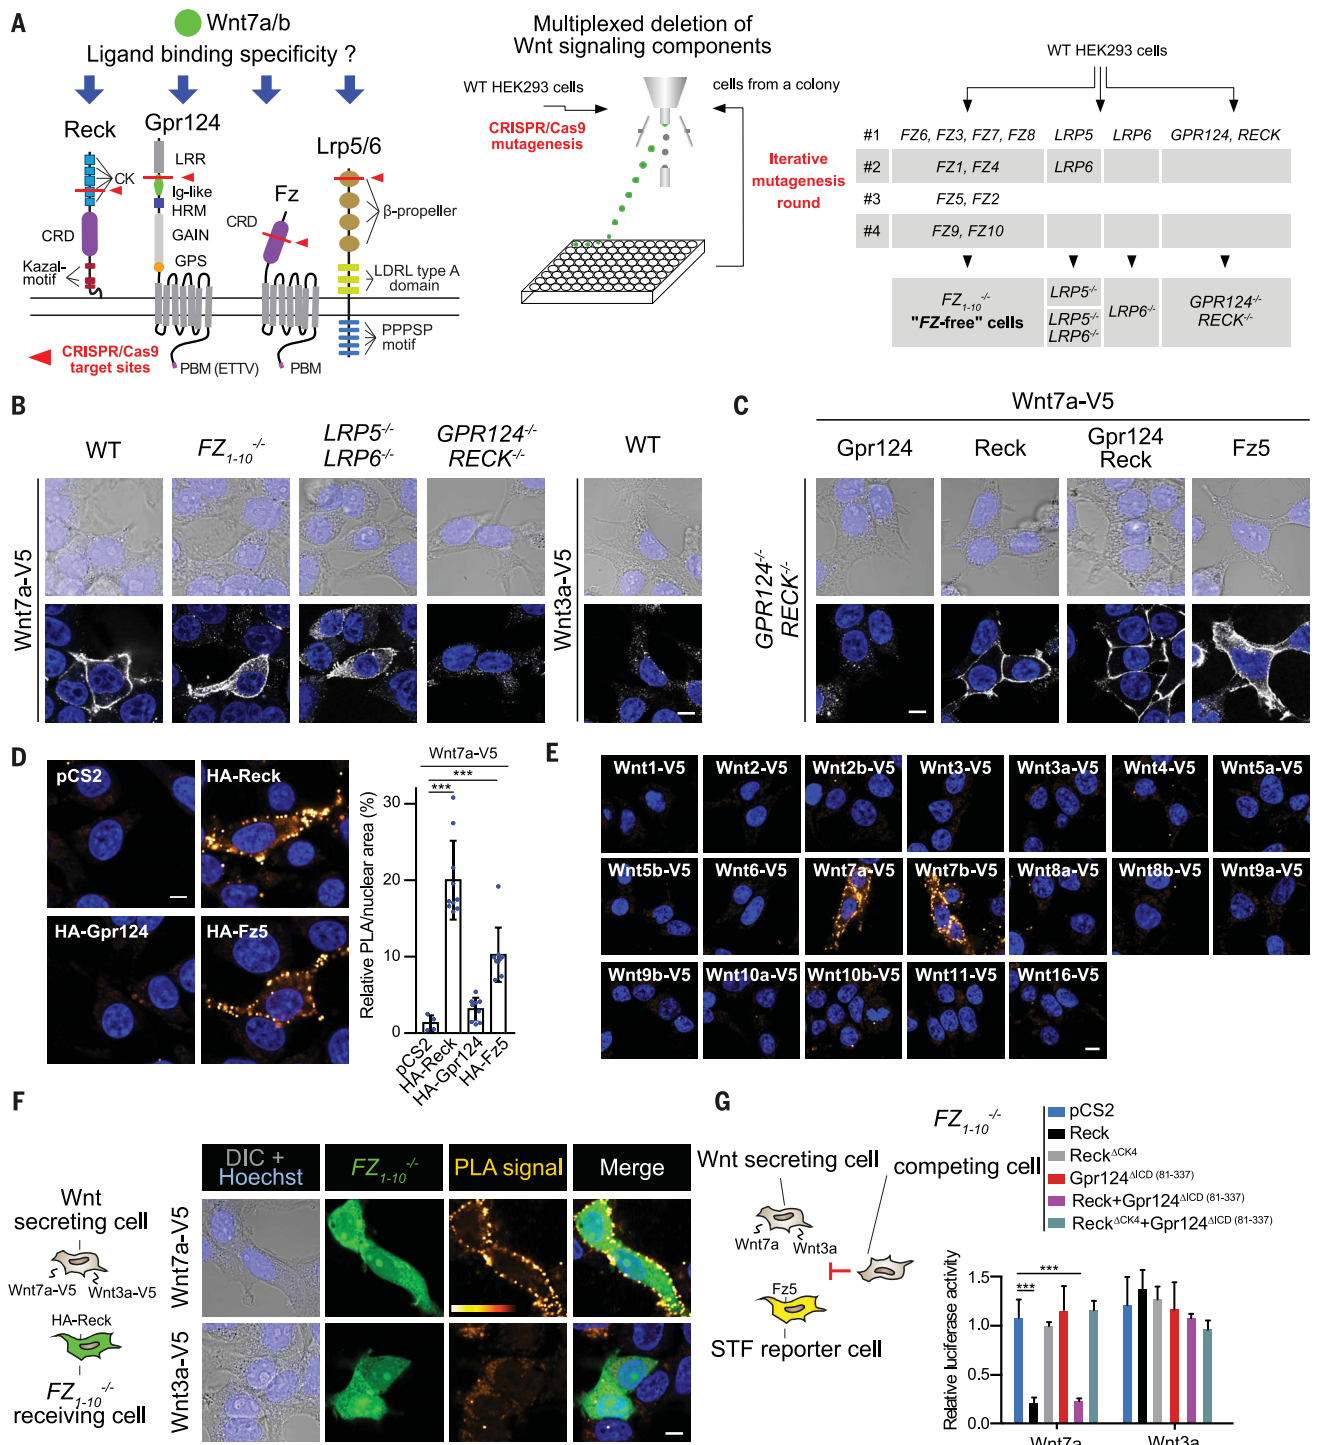 A
Wnt7a/b
Ligand binding specificity ?
Reck
Gpr124
Lrp5/6
Fz
CK
LRR
Ig-like
HRM
GAIN
GPS
CRD
CRD
Kazal-
motif
β-propeller
LDRL type A
domain
PPPSP
motif
CRISPR/Cas9
target sites
PBM (ETTV)
PBM
Multiplexed deletion of
Wnt signaling components
WT HEK293 cells
cells from a colony
CRISPR/Cas9
mutagenesis
Iterative
mutagenesis
round
WT HEK293 cells
#1 FZ6, FZ3, FZ7, FZ8 LRP5 LRP6 GPR124, RECK
#2 FZ1, FZ4 LRP6
#3 FZ5, FZ2
#4 FZ9, FZ10
FZ1-10-/-
"FZ-free" cells
LRP5-/-
LRP5-/-
LRP6-/-
LRP6-/-
GPR124-/-
RECK-/-
B
WT
FZ1-10-/-
LRP5-/-
LRP6-/-
GPR124-/-
RECK-/-
WT
Wnt7a-V5
Wnt3a-V5
C
Wnt7a-V5
Gpr124
Reck
Gpr124
Reck
Fz5
GPR124-/-
RECK-/-
D
pCS2
HA-Reck
HA-Gpr124
HA-Fz5
Wnt7a-V5
***
***
Relative PLA/nuclear area (%)
30
20
10
0
pCS2
HA-Reck
HA-Gpr124
HA-Fz5
E
Wnt1-V5 Wnt2-V5 Wnt2b-V5 Wnt3-V5 Wnt3a-V5 Wnt4-V5 Wnt5a-V5
Wnt5b-V5 Wnt6-V5 Wnt7a-V5 Wnt7b-V5 Wnt8a-V5 Wnt8b-V5 Wnt9a-V5
Wnt9b-V5 Wnt10a-V5 Wnt10b-V5 Wnt11-V5 Wnt16-V5
F
Wnt
secreting cell
Wnt7a-V5
Wnt3a-V5
HA-Reck
FZ1-10-/-
receiving cell
DIC +
Hoechst
FZ1-10-/-
PLA signal
Merge
Wnt7a-V5
Wnt3a-V5
G
FZ1-10-/-
Wnt secreting cell
competing cell
Wnt7a
Wnt3a
Fz5
STF reporter cell
pCS2
Reck
ReckΔCK4
Gpr124ΔICD (81-337)
Reck+Gpr124ΔICD (81-337)
ReckΔCK4+Gpr124ΔICD (81-337)
Relative luciferase activity
1.5
1.0
0.5
0.0
***
***
Wnt7a
Wnt3a